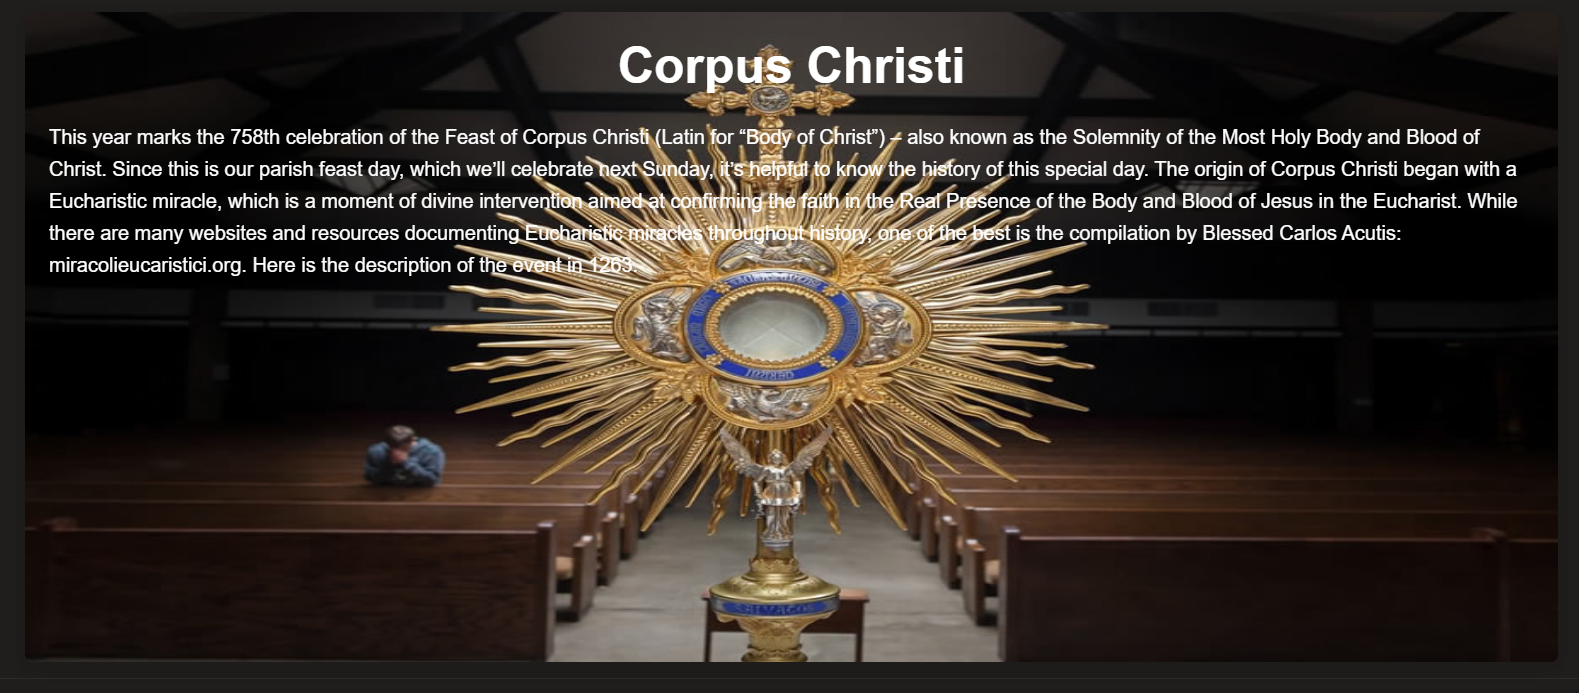 Corpus Christi
This year marks the 758th celebration of the Feast of Corpus Christi (Latin for “Body of Christ”) – also known as the Solemnity of the Most Holy Body and Blood of
Christ. Since this is our parish feast day, which we’ll celebrate next Sunday, it’s helpful to know the history of this special day. The origin of Corpus Christi began with a
Eucharistic miracle, which is a moment of divine intervention aimed at confirming the faith in the Real Presence of the Body and Blood of Jesus in the Eucharist. While
there are many websites and resources documenting Eucharistic miracles throughout history, one of the best is the compilation by Blessed Carlos Acutis:
miracolieucaristici.org. Here is the description of the event in 1263: